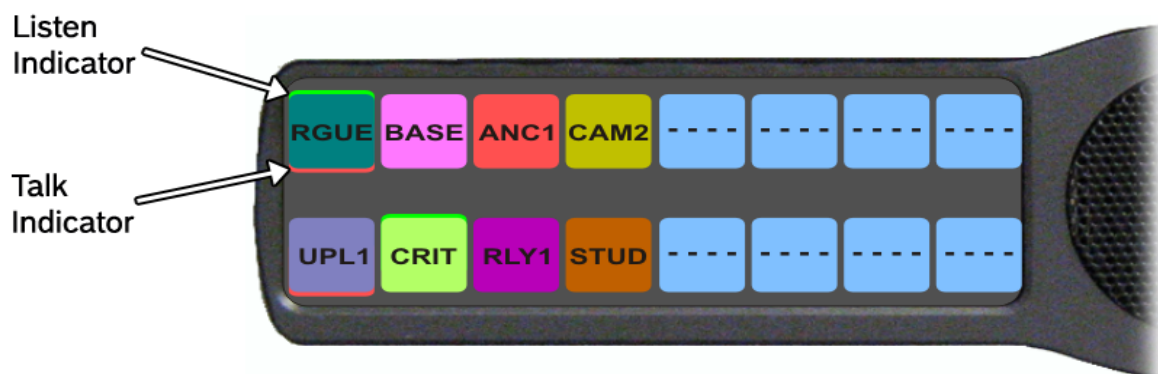 Listen
Indicator
RGUE BASE ANC1 CAM2 ---- ---- ---- ----
Talk
Indicator
UPL1 CRIT RLY1 STUD ---- ---- ---- ----